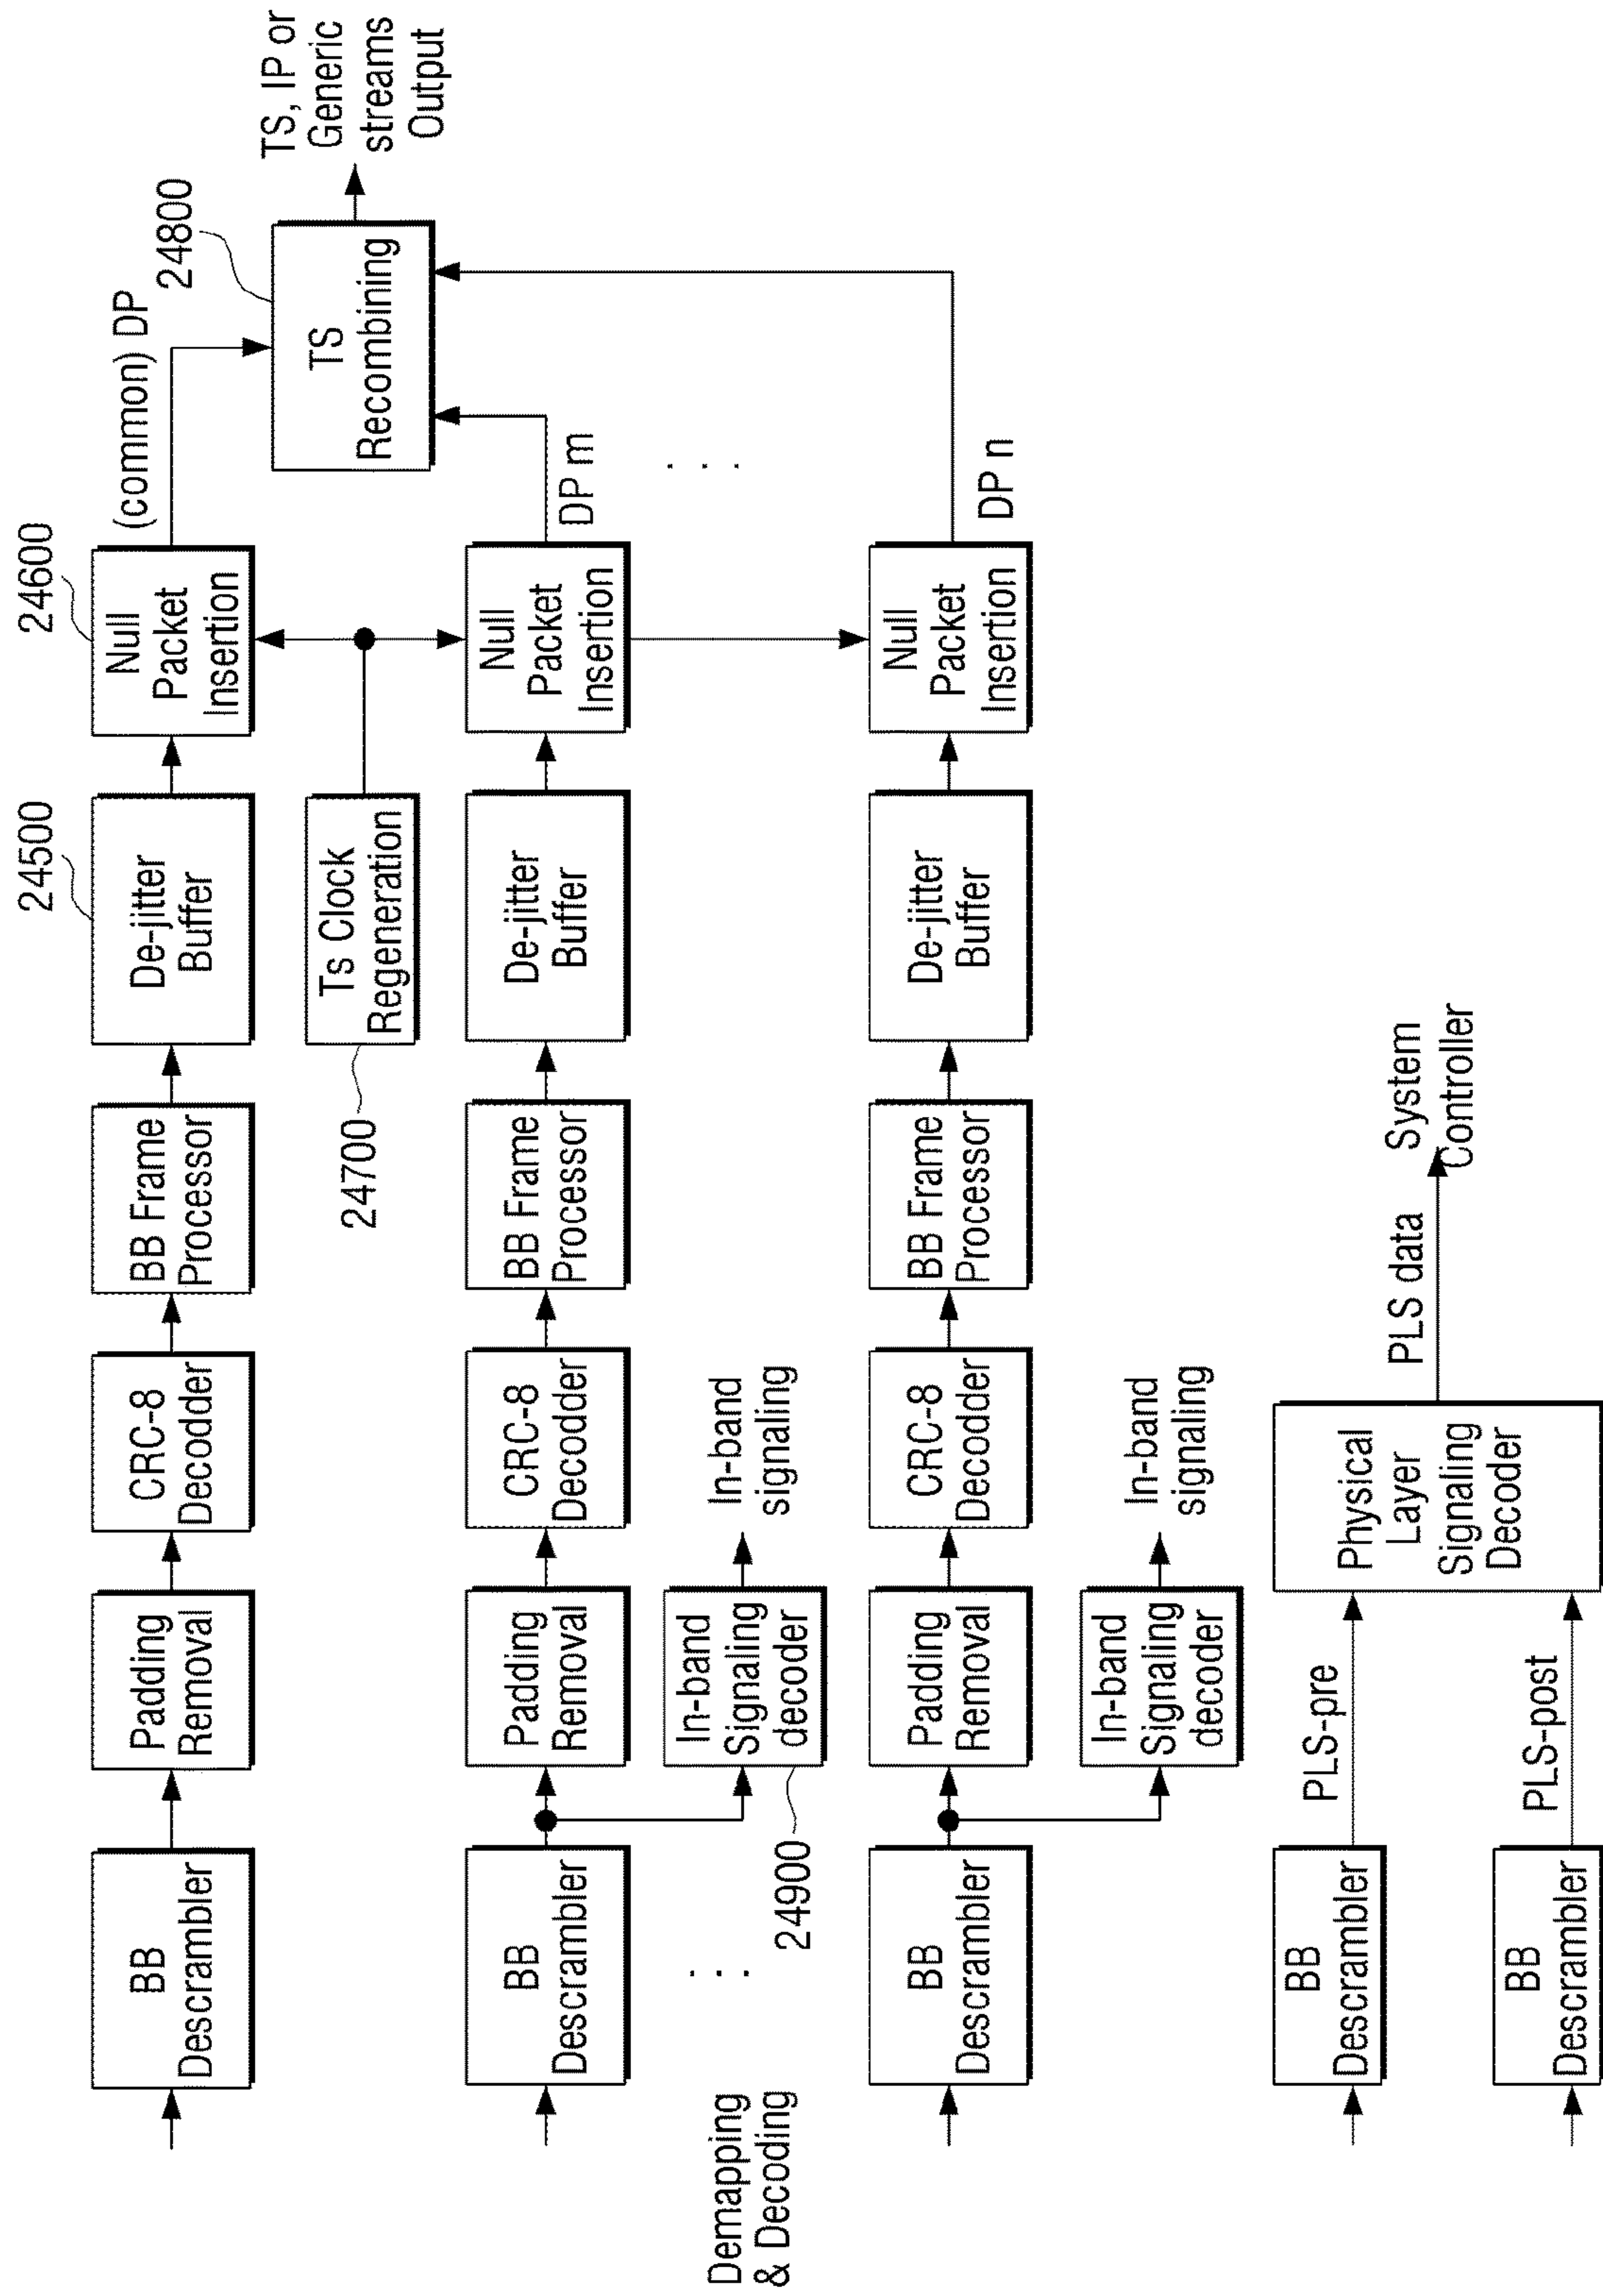 BB
Descrambler
Padding
Removal
CRC-8
Decodder
BB Frame
Processor
De-jitter
Buffer
24500
Null
Packet
Insertion
24600
(common) DP
Ts Clock
Regeneration
24700
TS
Recombining
24800
TS, IP or
Generic
streams
Output
BB
Descrambler
Padding
Removal
CRC-8
Decodder
BB Frame
Processor
De-jitter
Buffer
Null
Packet
Insertion
DP m
. . .
In-band
Signaling
decoder
24900
In-band
signaling
. . .
Demapping
& Decoding
BB
Descrambler
Padding
Removal
CRC-8
Decodder
BB Frame
Processor
De-jitter
Buffer
Null
Packet
Insertion
DP n
In-band
Signaling
decoder
In-band
signaling
BB
Descrambler
PLS-pre
BB
Descrambler
PLS-post
Physical
Layer
Signaling
Decoder
PLS data
System
Controller